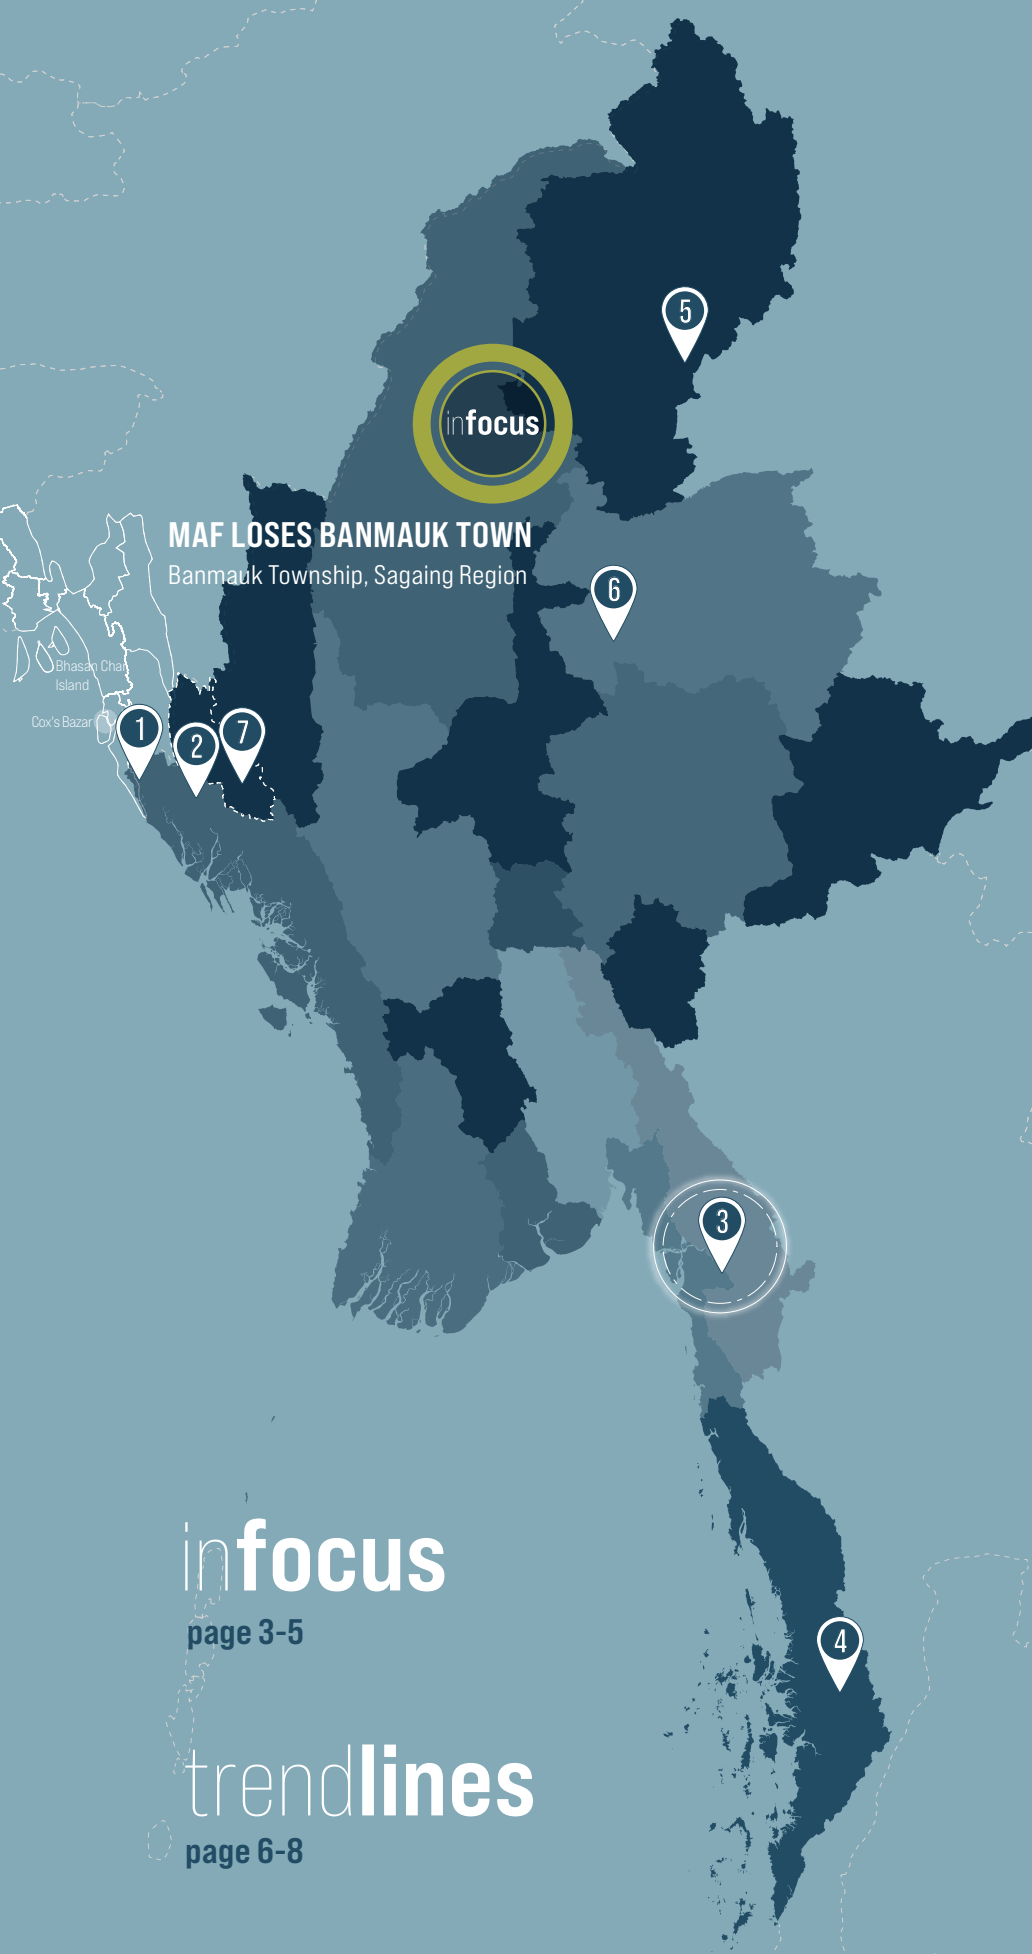 5
infocus
MAF LOSES BANMAUK TOWN
Banmauk Township, Sagaing Region
6
Bhasan Char
Island
Cox's Bazar
1
2
7
3
infocus
page 3-5
4
trendlines
page 6-8